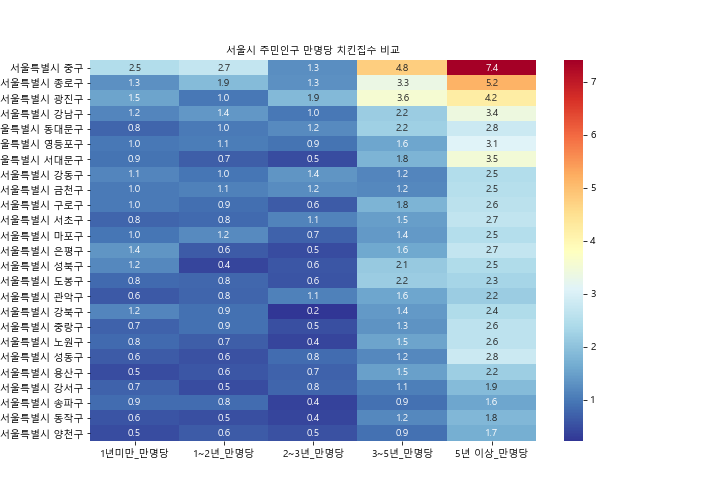 서울시 주민인구 만명당 치킨집수 비교
서울특별시 중구 2.5 2.7 1.3 4.8 7.4
서울특별시 종로구 1.3 1.9 1.3 3.3 5.2
서울특별시 광진구 1.5 1.0 1.9 3.6 4.2
서울특별시 강남구 1.2 1.4 1.0 2.2 3.4
울특별시 동대문구 0.8 1.0 1.2 2.2 2.8
울특별시 영등포구 1.0 1.1 0.9 1.6 3.1
울특별시 서대문구 0.9 0.7 0.5 1.8 3.5
서울특별시 강동구 1.1 1.0 1.4 1.2 2.5
서울특별시 금천구 1.0 1.1 1.2 1.2 2.5
서울특별시 구로구 1.0 0.9 0.6 1.8 2.6
서울특별시 서초구 0.8 0.8 1.1 1.5 2.7
서울특별시 마포구 1.0 1.2 0.7 1.4 2.5
서울특별시 은평구 1.4 0.6 0.5 1.6 2.7
서울특별시 성북구 1.2 0.4 0.6 2.1 2.5
서울특별시 도봉구 0.8 0.8 0.6 2.2 2.3
서울특별시 관악구 0.6 0.8 1.1 1.6 2.2
서울특별시 강북구 1.2 0.9 0.2 1.4 2.4
서울특별시 중랑구 0.7 0.9 0.5 1.3 2.6
서울특별시 노원구 0.8 0.7 0.4 1.5 2.6
서울특별시 성동구 0.6 0.6 0.8 1.2 2.8
서울특별시 용산구 0.5 0.6 0.7 1.5 2.2
서울특별시 강서구 0.7 0.5 0.8 1.1 1.9
서울특별시 송파구 0.9 0.8 0.4 0.9 1.6
서울특별시 동작구 0.6 0.5 0.4 1.2 1.8
서울특별시 양천구 0.5 0.6 0.5 0.9 1.7
1년미만_만명당 1~2년_만명당 2~3년_만명당 3~5년_만명당 5년 이상_만명당
7
6
5
4
3
2
1